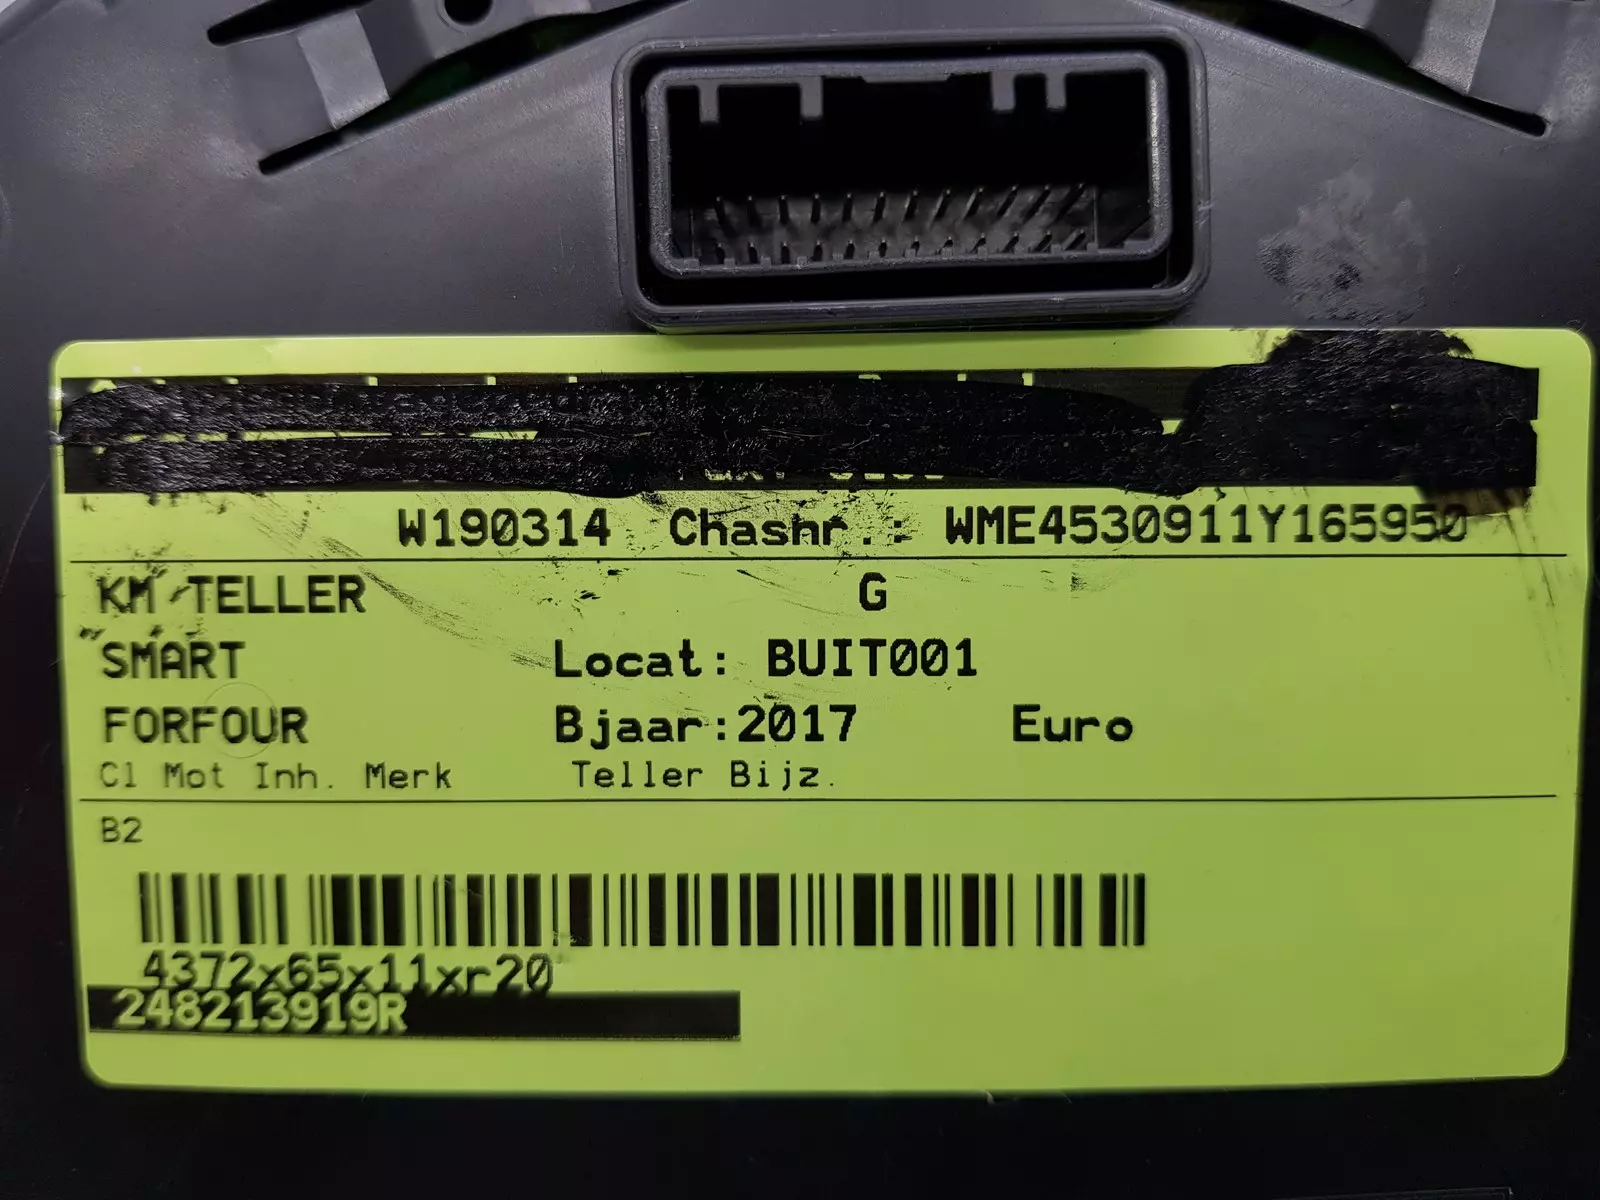 W190314 Chashr.: WME4530911Y165950
KM TELLER G
SMART Locat: BUIT001
FORFOUR Bjaar:2017 Euro
Cl Mot Inh. Merk Teller Bijz.
B2
4372x65x11xr20
248213919R